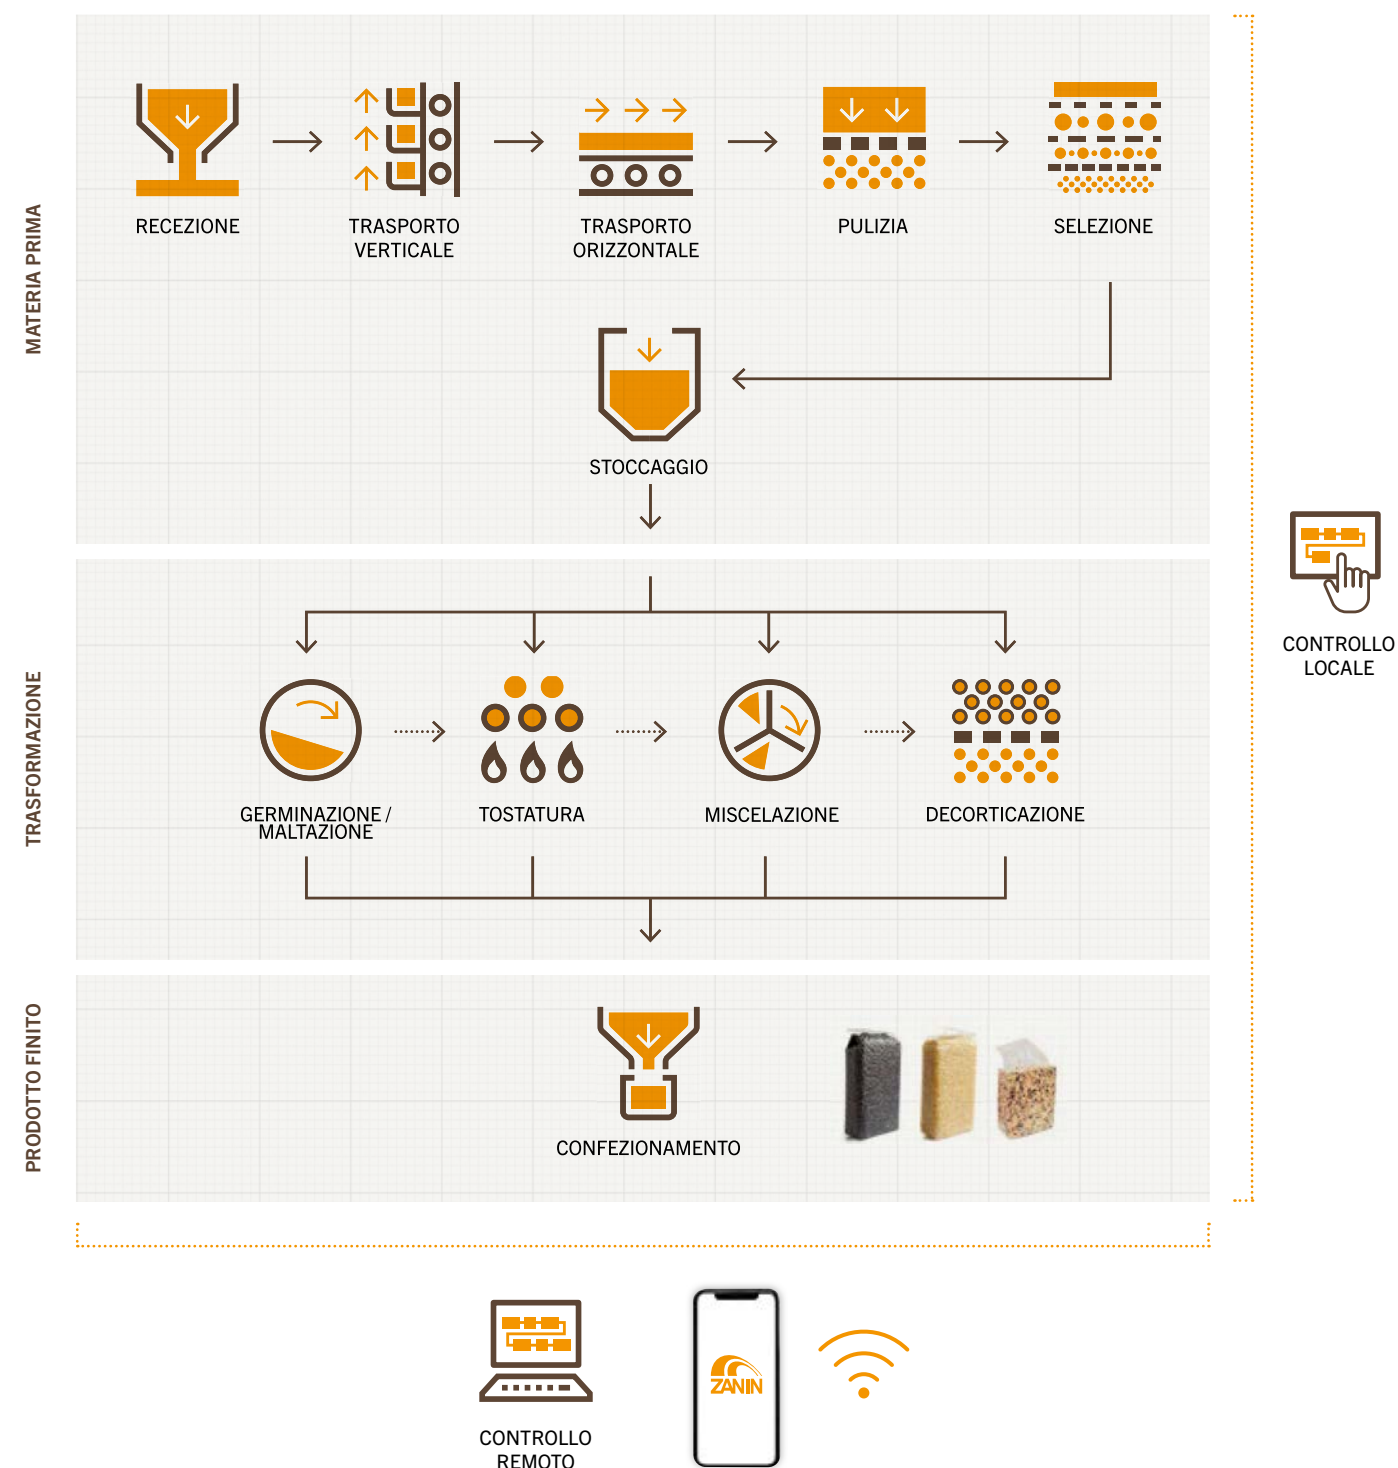 MATERIA PRIMA
RECEZIONE
TRASPORTO
VERTICALE
TRASPORTO
ORIZZONTALE
PULIZIA
SELEZIONE
STOCCAGGIO
CONTROLLO
LOCALE
TRASFORMAZIONE
GERMINAZIONE /
MALTAZIONE
TOSTATURA
MISCELAZIONE
DECORTICAZIONE
PRODOTTO FINITO
CONFEZIONAMENTO
ZANIN
CONTROLLO
REMOTO